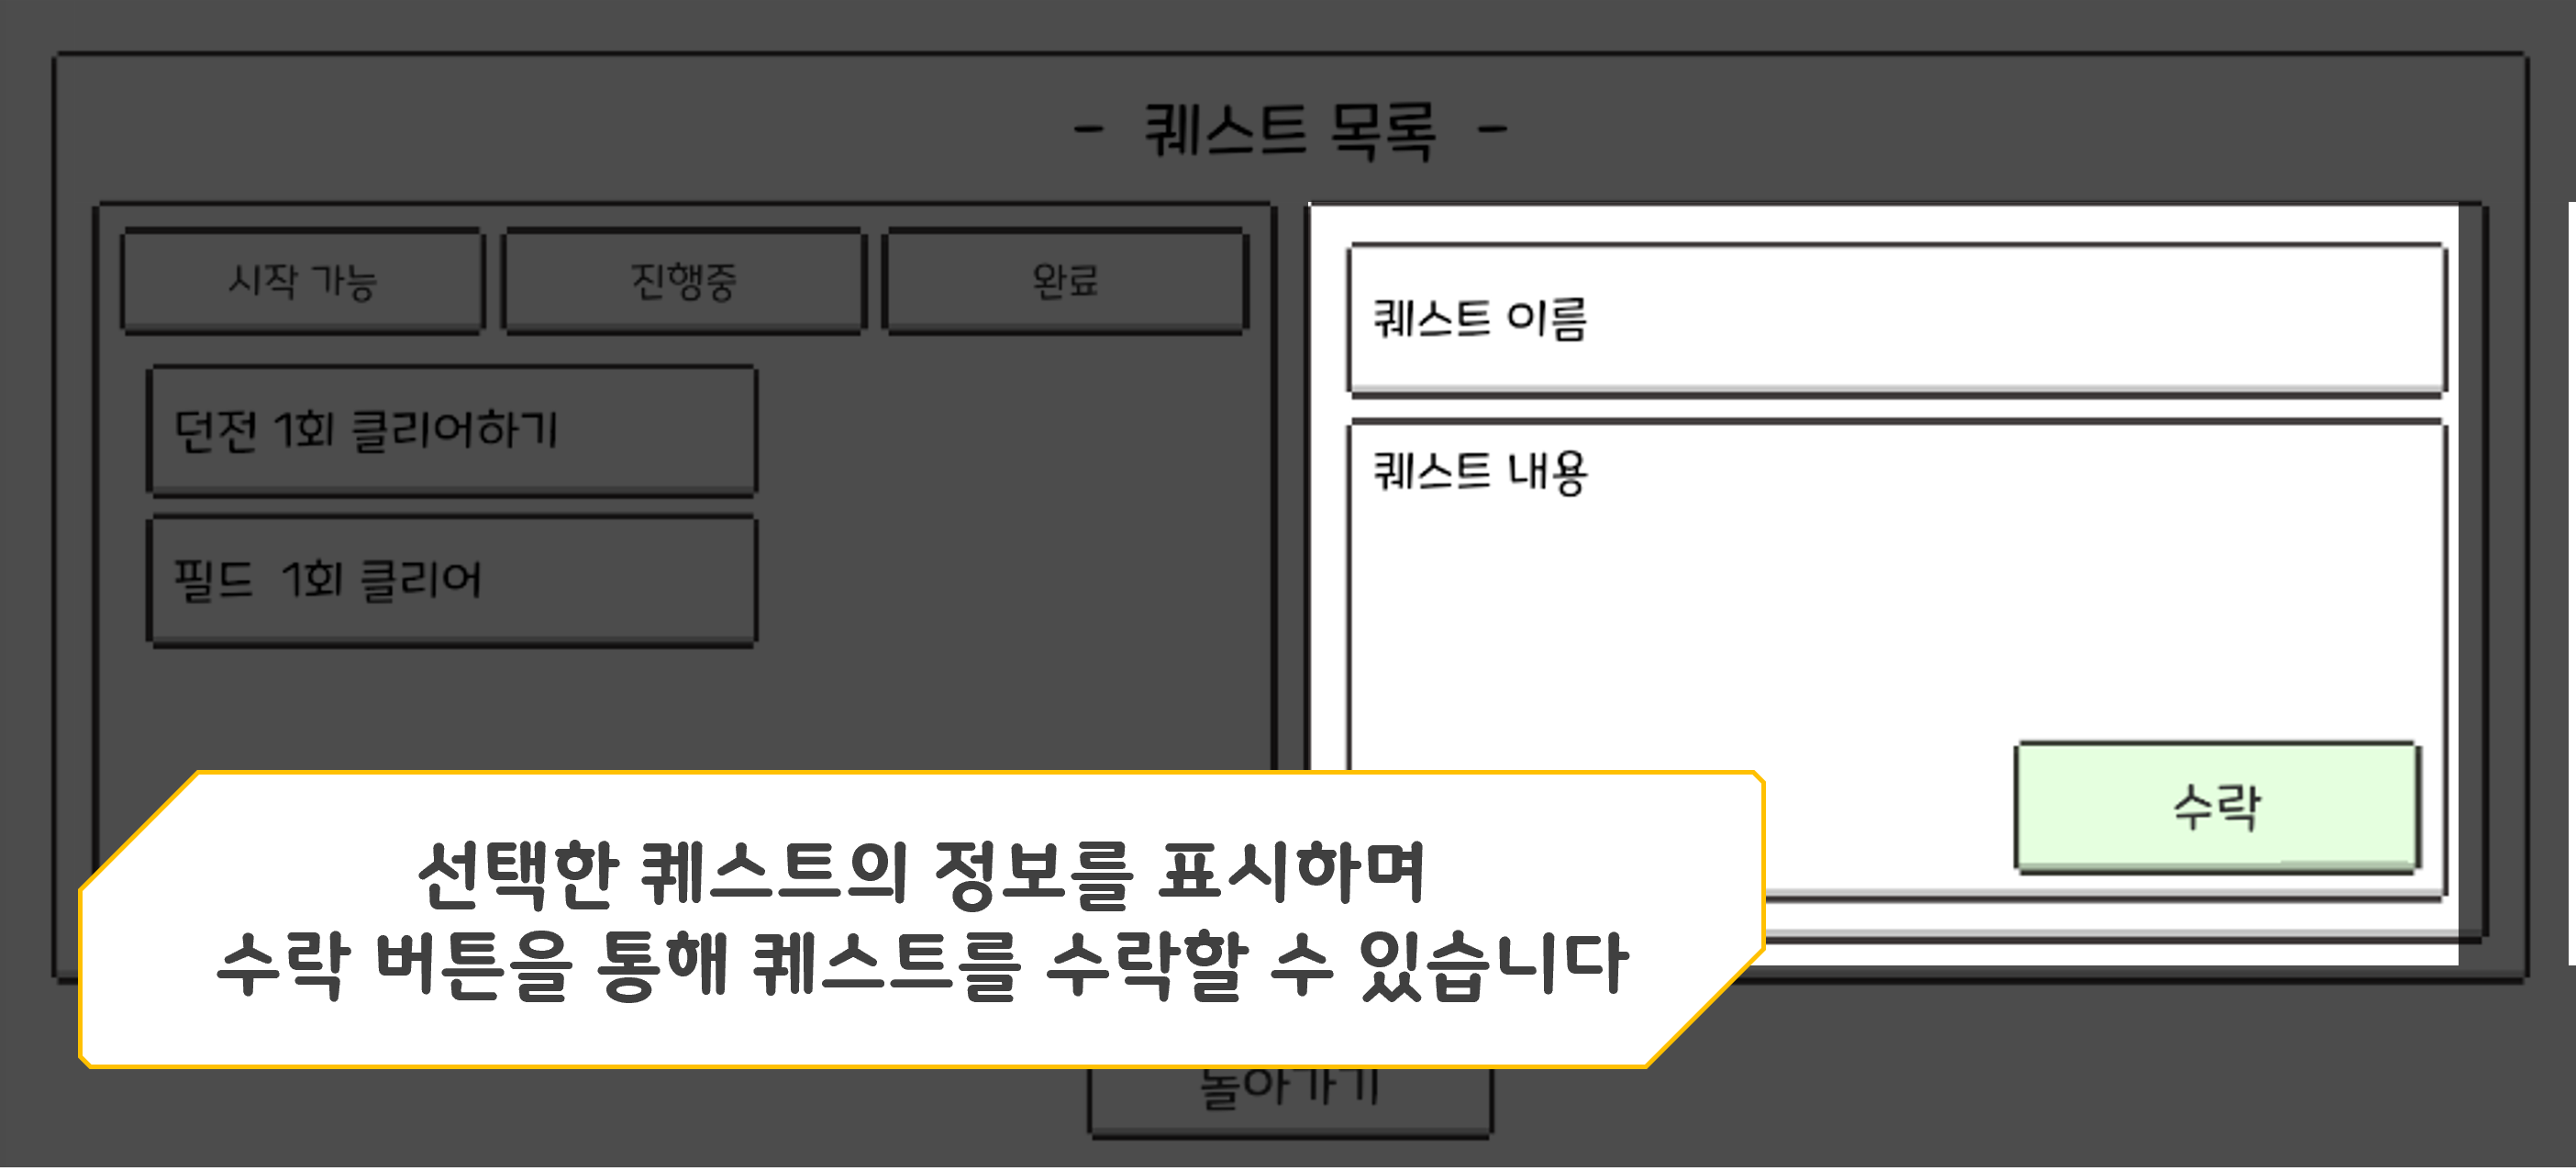 - 퀘스트 목록 -
시작 가능
진행중
완료
던전 1회 클리어하기
필드 1회 클리어
퀘스트 이름
퀘스트 내용
수락
선택한 퀘스트의 정보를 표시하며
수락 버튼을 통해 퀘스트를 수락할 수 있습니다
돌아가기